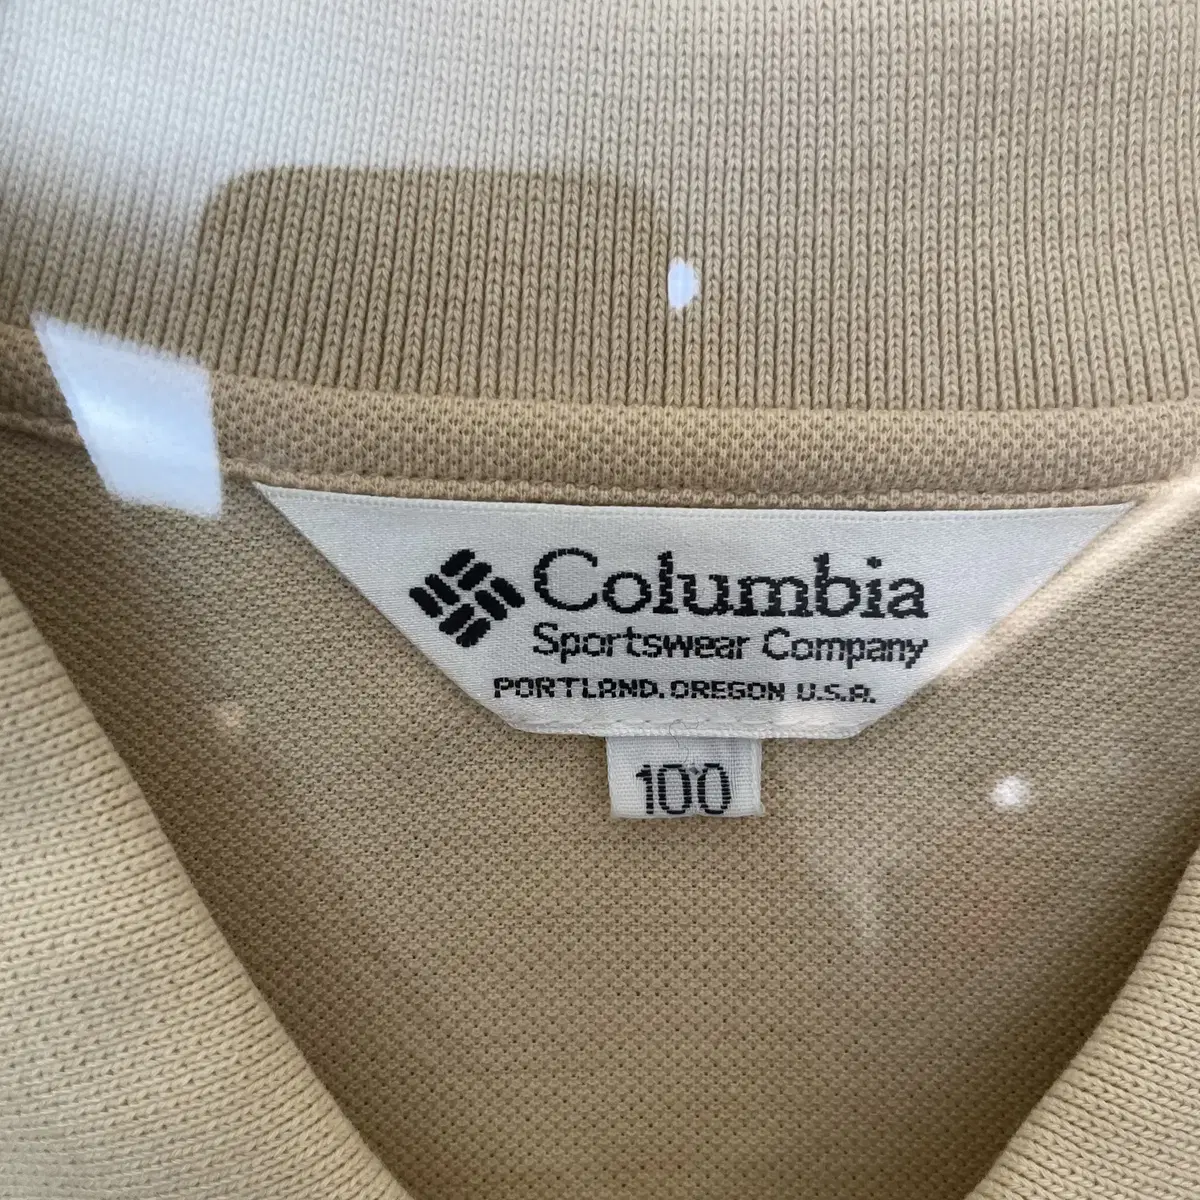 Columbia
Sportswear Company
PORTLAND. OREGON U.S.A.
100